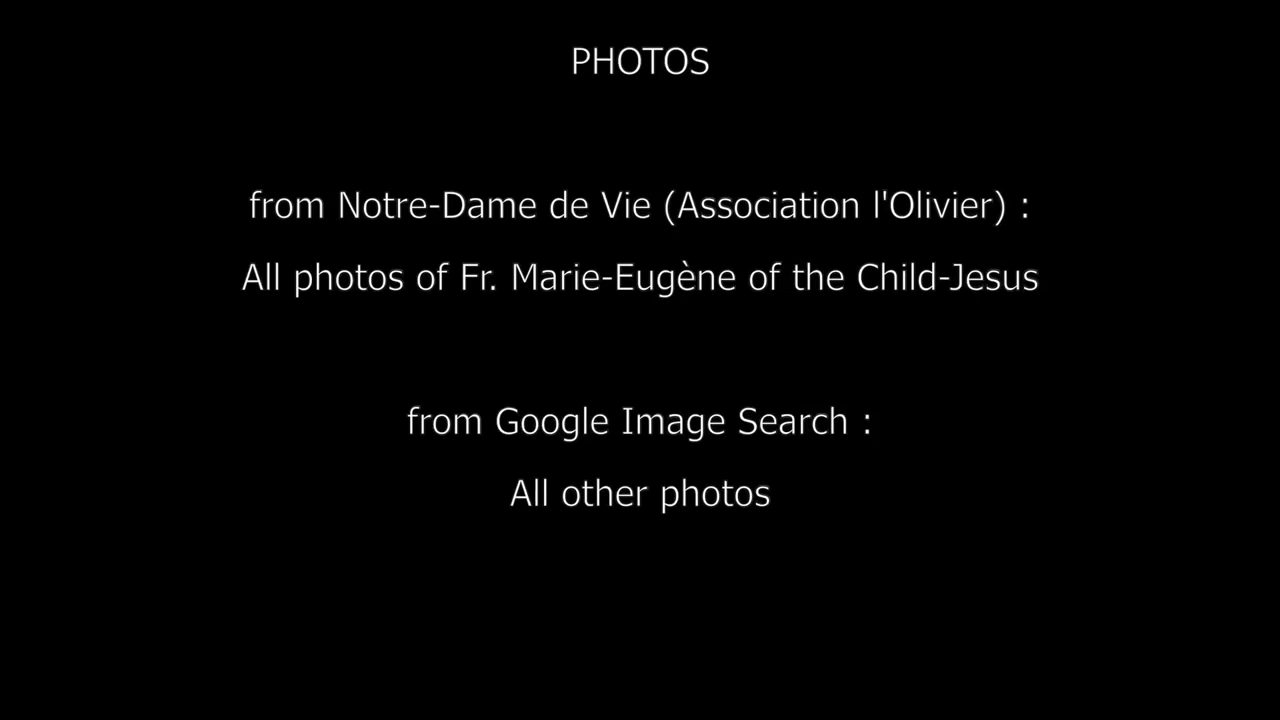 PHOTOS
from Notre-Dame de Vie (Association l'Olivier) :
All photos of Fr. Marie-Eugène of the Child-Jesus
from Google Image Search :
All other photos